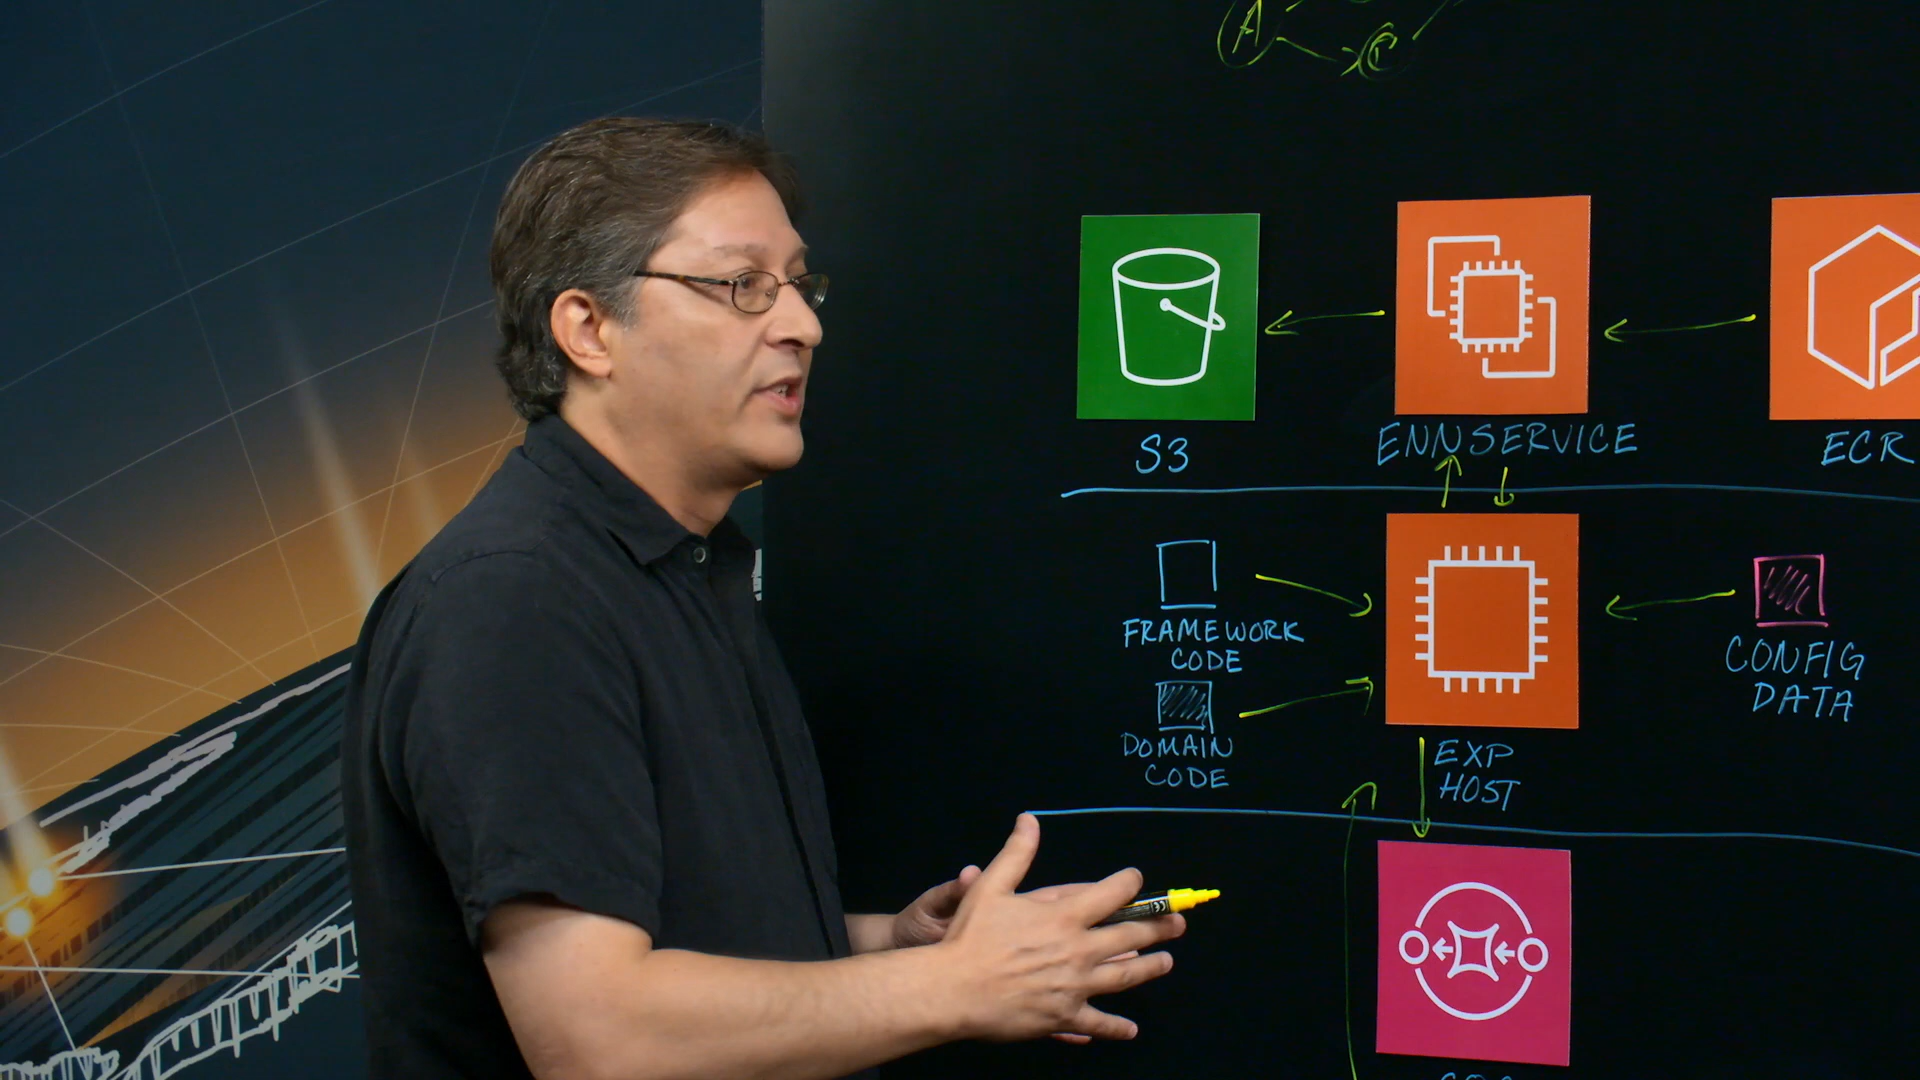 A
C
S3
ENNSERVICE
ECR
FRAMEWORK
CODE
CONFIG
DATA
DOMAIN
CODE
EXP
HOST